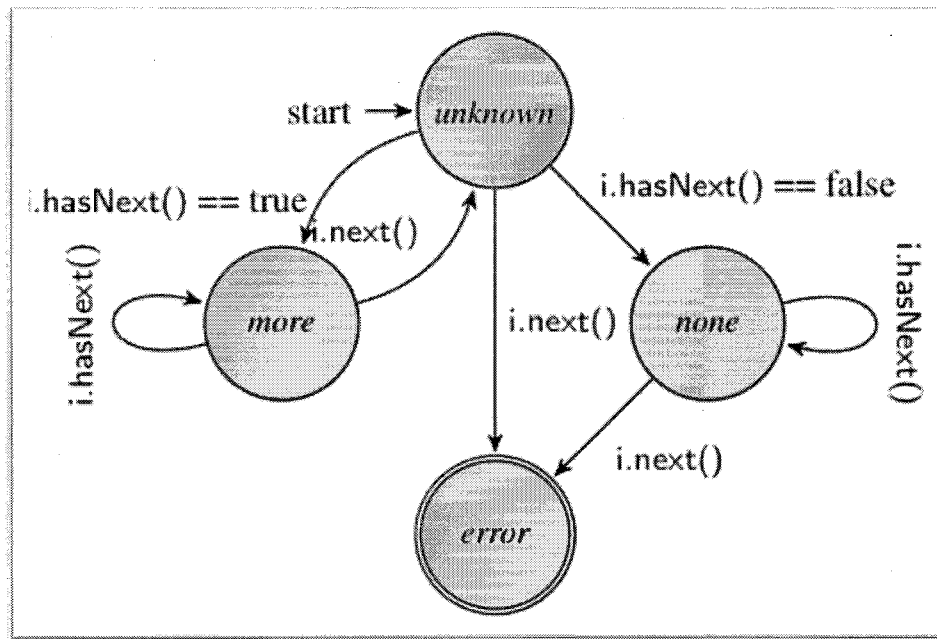 start
unknown
i.hasNext() == true
i.hasNext() == false
i.next()
i.hasNext()
more
i.next()
none
i.hasNext()
i.next()
error